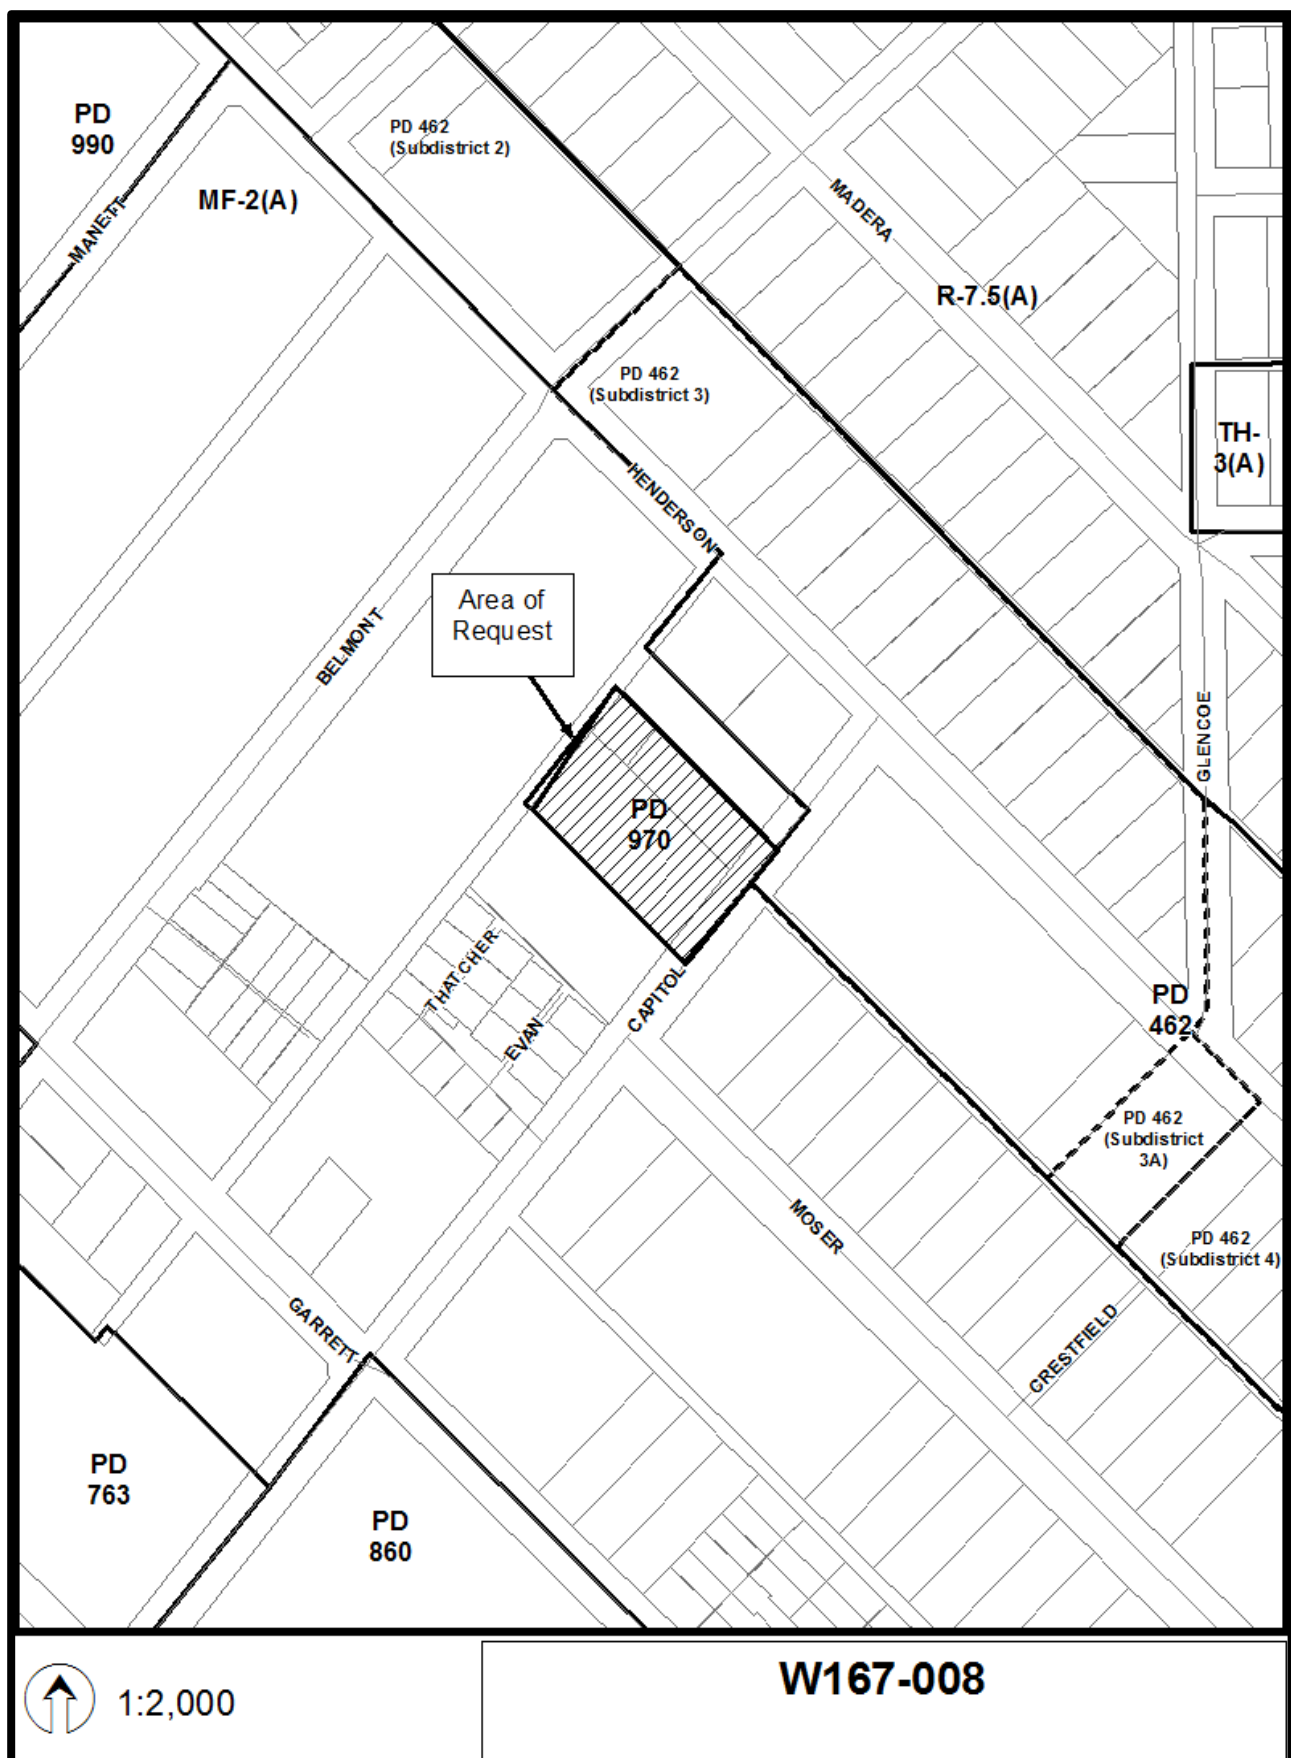 PD
990
PD 462
(Subdistrict 2)
MF-2(A)
MANETT
MADERA
R-7.5(A)
PD 462
(Subdistrict 3)
TH-
3(A)
HENDERSON
Area of
Request
BELMONT
GLENCOE
PD
970
THATCHER
EVAN
CAPITOL
PD
462
PD 462
(Subdistrict
3A)
MOSER
PD 462
(Subdistrict 4)
GARRETT
CRESTFIELD
PD
763
PD
860
1:2,000
W167-008